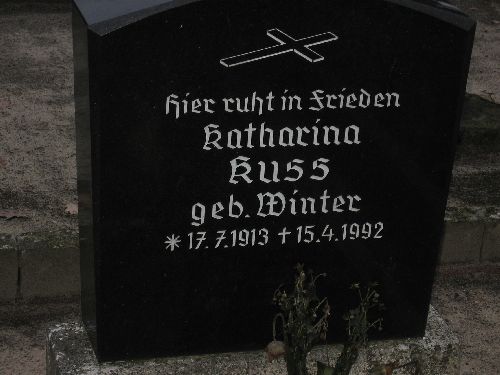 Hier ruht in Frieden
Katharina
Kuss
geb. Winter
* 17. 7. 1913 + 15. 4. 1992